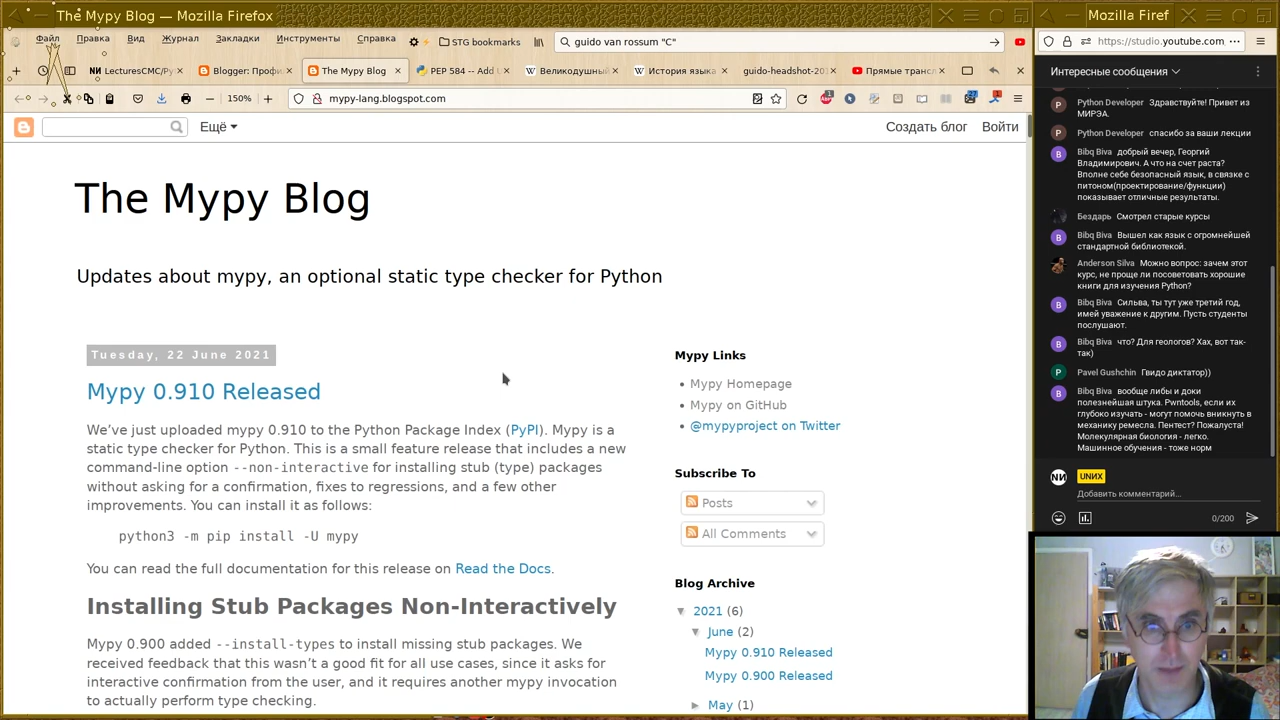 The Mypy Blog — Mozilla Firefox
Файл Правка Вид Журнал Закладки Инструменты Справка
STG bookmarks
guido van rossum "C"
LecturesCMC/Py
Blogger: Профи
The Mypy Blog
PEP 584 -- Add
Великодушный
История языка
guido-headshot-20
Прямые трансл
150%
mypy-lang.blogspot.com
Ещё
Создать блог Войти
The Mypy Blog
Updates about mypy, an optional static type checker for Python
Tuesday, 22 June 2021
Mypy 0.910 Released
We’ve just uploaded mypy 0.910 to the Python Package Index (PyPI). Mypy is a
static type checker for Python. This is a small feature release that includes a new
command-line option --non-interactive for installing stub (type) packages
without asking for a confirmation, fixes to regressions, and a few other
improvements. You can install it as follows:
python3 -m pip install -U mypy
You can read the full documentation for this release on Read the Docs.
Installing Stub Packages Non-Interactively
Mypy 0.900 added --install-types to install missing stub packages. We
received feedback that this wasn’t a good fit for all use cases, since it asks for
interactive confirmation from the user, and it requires another mypy invocation
to actually perform type checking.
Mypy Links
Mypy Homepage
Mypy on GitHub
@mypyproject on Twitter
Subscribe To
Posts
All Comments
Blog Archive
2021 (6)
June (2)
Mypy 0.910 Released
Mypy 0.900 Released
May (1)
Mozilla Firef
https://studio.youtube.com
Интересные сообщения
Python Developer Здравствуйте! Привет из
МИРЭА.
Python Developer спасибо за ваши лекции
Bibq Biva добрый вечер, Георгий
Владимирович. А что на счет раста?
Вполне себе безопасный язык, в связке с
питоном(проектирование/функции)
показывает отличные результаты.
Бездарь Смотрел старые курсы
Bibq Biva Вышел как язык с огромнейшей
стандартной библиотекой.
Anderson Silva Можно вопрос: зачем этот
курс, не проще ли посоветовать хорошие
книги для изучения Python?
Bibq Biva Сильва, ты тут уже третий год,
имей уважение к другим. Пусть студенты
послушают.
Bibq Biva что? Для геологов? Хах, вот так-
так)
Pavel Gushchin Гвидо диктатор))
Bibq Biva вообще либы и доки
полезнейшая штука. Pwntools, если их
глубоко изучать - могут помочь вникнуть в
механику ремесла. Пентест? Пожалуйста!
Молекулярная биология - легко.
Машинное обучения - тоже норм
UNИX
Добавить комментарий...
0/200